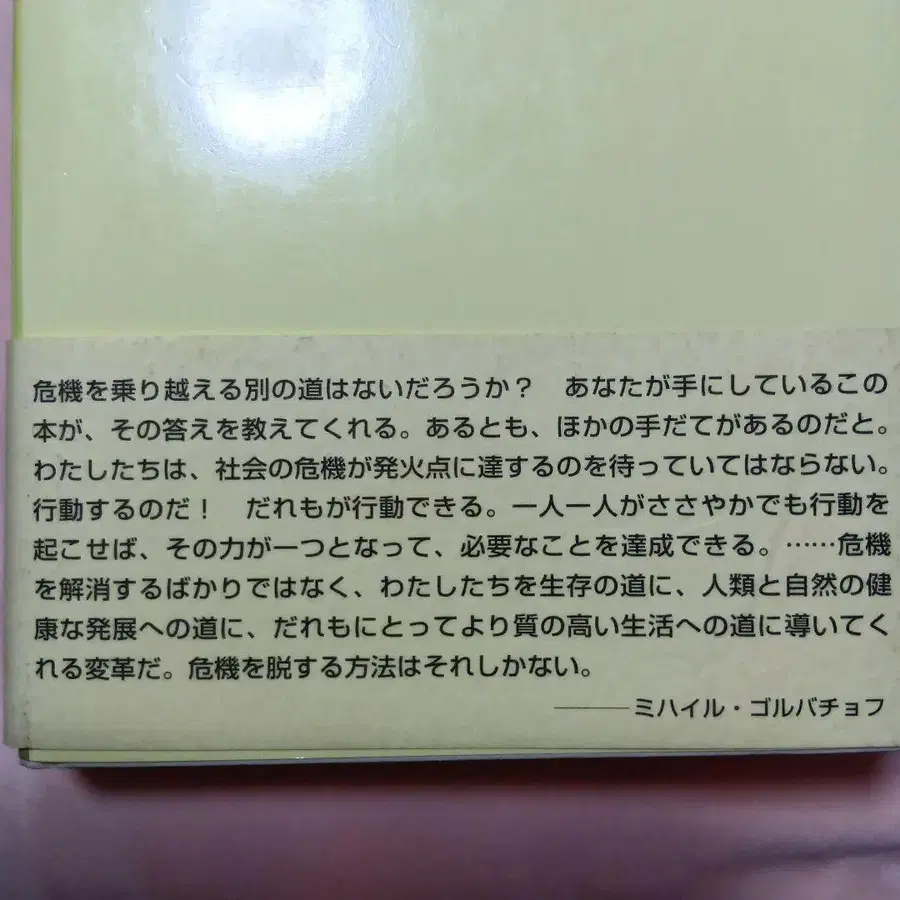 危機を乗り越える別の道はないだろうか？　あなたが手にしているこの
本が、その答えを教えてくれる。あるとも、ほかの手だてがあるのだと。
わたしたちは、社会の危機が発火点に達するのを待っていてはならない。
行動するのだ！　だれもが行動できる。一人一人がささやかでも行動を
起こせば、その力が一つとなって、必要なことを達成できる。……危機
を解消するばかりではなく、わたしたちを生存の道に、人類と自然の健
康な発展への道に、だれもにとってより質の高い生活への道に導いてく
れる変革だ。危機を脱する方法はそれしかない。
———ミハイル・ゴルバチョフ